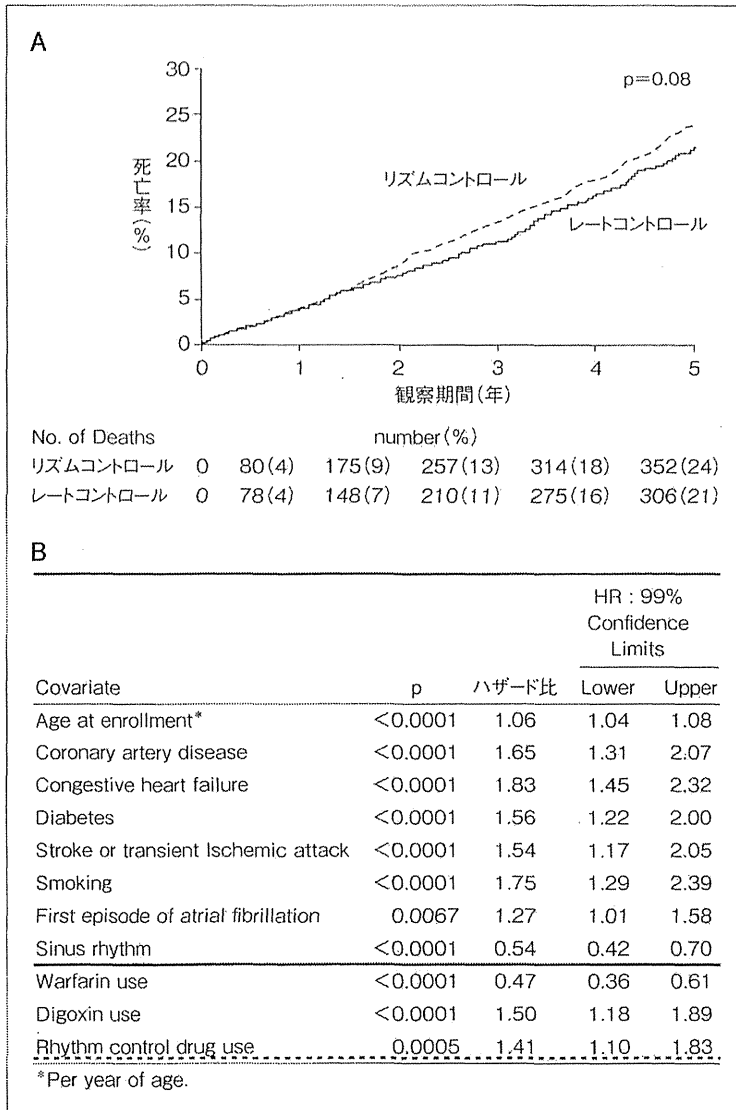 A
30
25
20
15
10
5
0
死亡率(%)
p=0.08
リズムコントロール
レートコントロール
0 1 2 3 4 5
観察期間(年)
No. of Deaths number(%)
リズムコントロール 0 80(4) 175(9) 257(13) 314(18) 352(24)
レートコントロール 0 78(4) 148(7) 210(11) 275(16) 306(21)
B
HR : 99%
Confidence
Limits
Covariate p ハザード比 Lower Upper
Age at enrollment* <0.0001 1.06 1.04 1.08
Coronary artery disease <0.0001 1.65 1.31 2.07
Congestive heart failure <0.0001 1.83 1.45 2.32
Diabetes <0.0001 1.56 1.22 2.00
Stroke or transient Ischemic attack <0.0001 1.54 1.17 2.05
Smoking <0.0001 1.75 1.29 2.39
First episode of atrial fibrillation 0.0067 1.27 1.01 1.58
Sinus rhythm <0.0001 0.54 0.42 0.70
Warfarin use <0.0001 0.47 0.36 0.61
Digoxin use <0.0001 1.50 1.18 1.89
Rhythm control drug use 0.0005 1.41 1.10 1.83
*Per year of age.